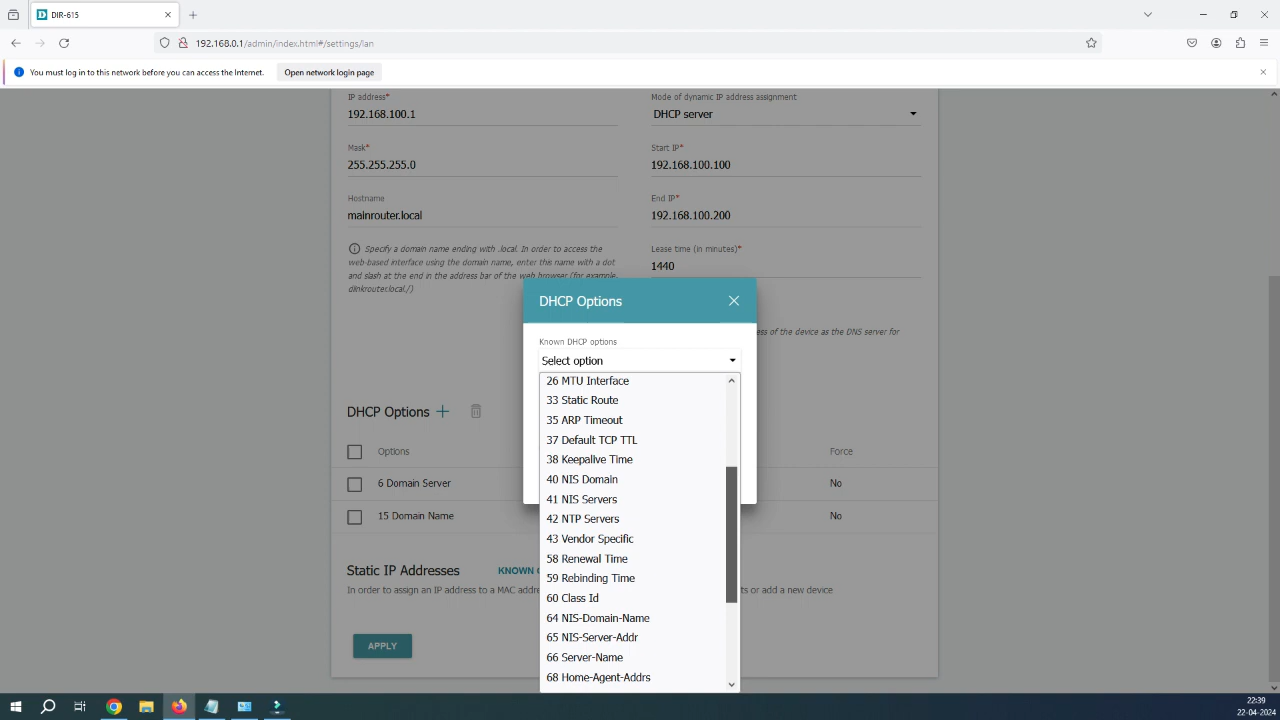 DIR-615
192.168.0.1/admin/index.html#/settings/lan
You must log in to this network before you can access the Internet.
Open network login page
IP address*
192.168.100.1
Mode of dynamic IP address assignment
DHCP server
Mask*
255.255.255.0
Start IP*
192.168.100.100
Hostname
mainrouter.local
End IP*
192.168.100.200
Specify a domain name ending with .local. In order to access the
web-based interface using the domain name, enter this name with a dot
and slash at the end in the address bar of the web browser (for example,
dlinkrouter.local./)
Lease time (in minutes)*
1440
ess of the device as the DNS server for
DHCP Options
Known DHCP options
Select option
26 MTU Interface
33 Static Route
35 ARP Timeout
37 Default TCP TTL
38 Keepalive Time
40 NIS Domain
41 NIS Servers
42 NTP Servers
43 Vendor Specific
58 Renewal Time
59 Rebinding Time
60 Class Id
64 NIS-Domain-Name
65 NIS-Server-Addr
66 Server-Name
68 Home-Agent-Addrs
DHCP Options
Options
Force
6 Domain Server
No
15 Domain Name
No
Static IP Addresses
KNOWN
In order to assign an IP address to a MAC addre
ts or add a new device
APPLY
22:39
22-04-2024